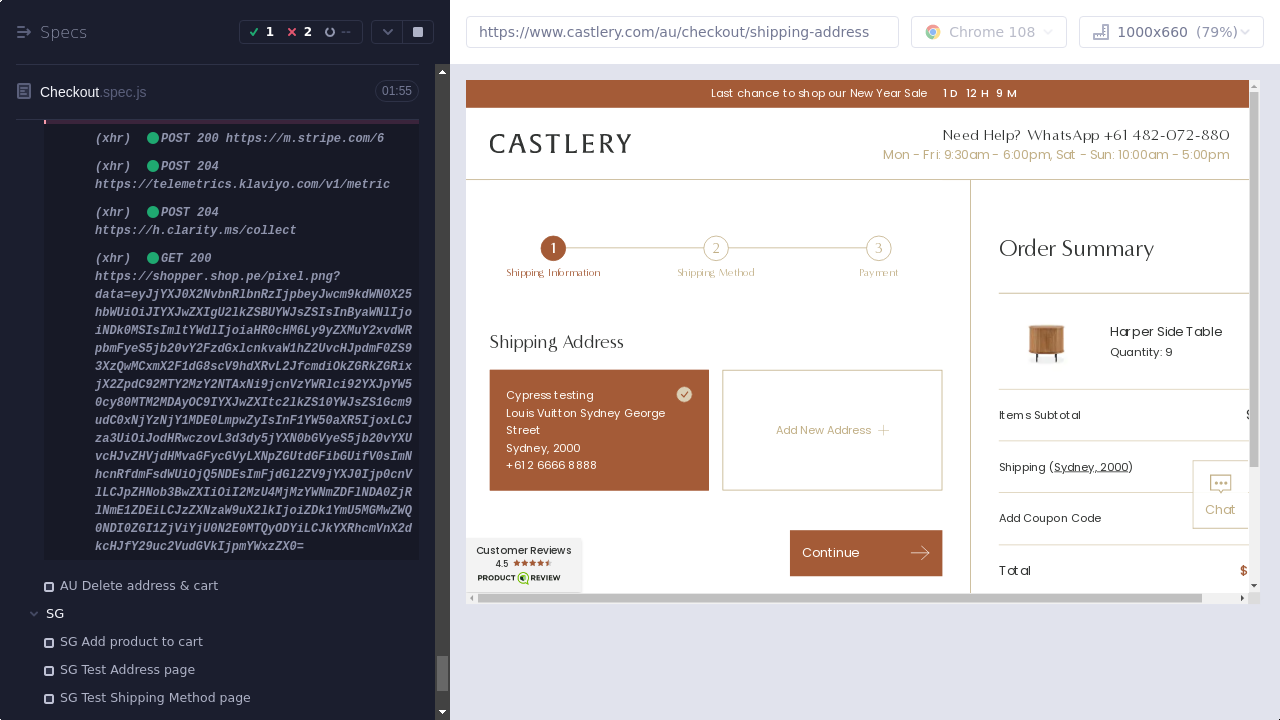 Specs
1
2
--
Checkout.spec.js
01:55
(xhr) POST 200 https://m.stripe.com/6
(xhr) POST 204
https://telemetrics.klaviyo.com/v1/metric
(xhr) POST 204
https://h.clarity.ms/collect
(xhr) GET 200
https://shopper.shop.pe/pixel.png?
AU Delete address & cart
SG
SG Add product to cart
SG Test Address page
SG Test Shipping Method page
https://www.castlery.com/au/checkout/shipping-address
Chrome 108
1000x660 (79%)
Last chance to shop our New Year Sale 1 D 12 H 9 M
CASTLERY
Need Help? WhatsApp +61 482-072-880
Mon - Fri: 9:30am - 6:00pm, Sat - Sun: 10:00am - 5:00pm
1
2
3
Shipping Information
Shipping Method
Payment
Shipping Address
Cypress testing
Louis Vuitton Sydney George
Street
Sydney, 2000
+61 2 6666 8888
Add New Address
Continue
Customer Reviews
4.5
PRODUCT REVIEW
Order Summary
Harper Side Table
Quantity: 9
Items Subtotal
Shipping (Sydney, 2000)
Add Coupon Code
Total
$
Chat